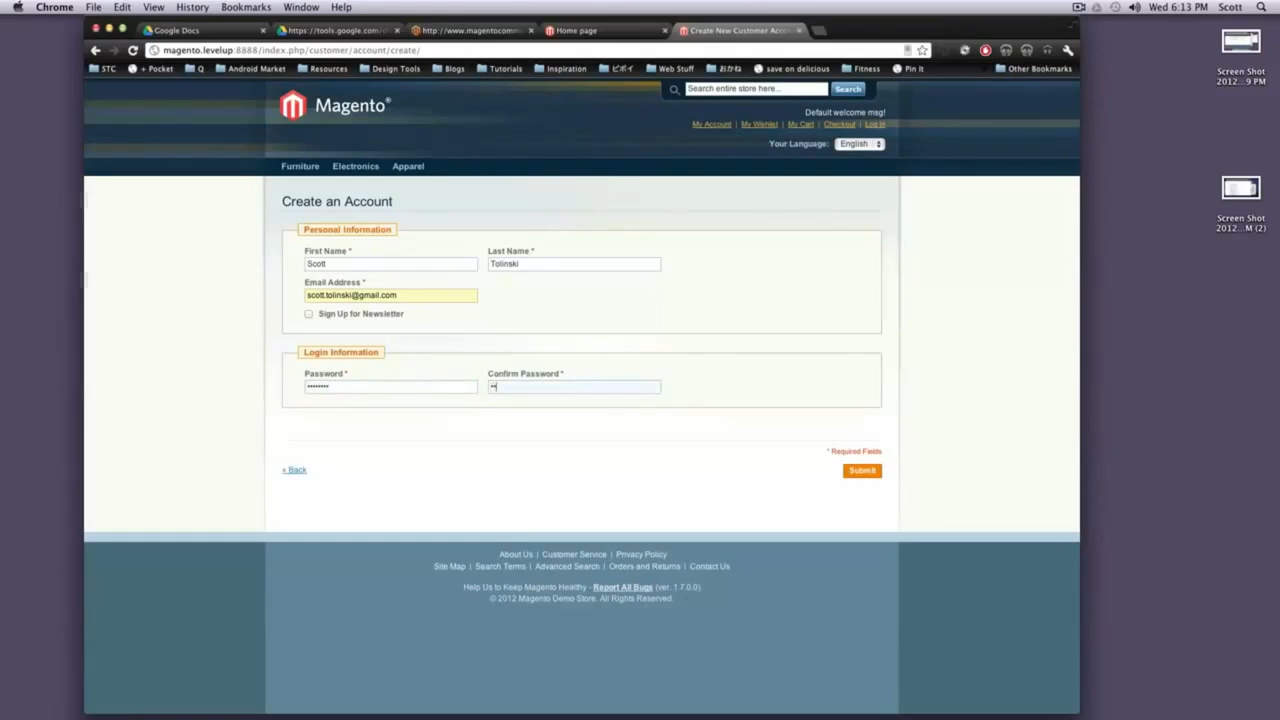 Chrome File Edit View History Bookmarks Window Help Wed 6:13 PM Scott
Google Docs https://tools.google.com/ http://www.magentocomm Home page Create New Customer Accou
magento.levelup:8888/index.php/customer/account/create/
STC + Pocket Q Android Market Resources Design Tools Blogs Tutorials Inspiration Web Stuff おかね save on delicious Fitness Pin It Other Bookmarks
Screen Shot
2012...9 PM
Screen Shot
2012...M (2)
Magento®
Search entire store here... Search
Default welcome msg!
My Account | My Wishlist | My Cart | Checkout | Log In
Your Language: English
Furniture Electronics Apparel
Create an Account
Personal Information
First Name * Last Name *
Scott Tolinski
Email Address *
scott.tolinski@gmail.com
Sign Up for Newsletter
Login Information
Password * Confirm Password *
* Required Fields
« Back Submit
About Us | Customer Service | Privacy Policy
Site Map | Search Terms | Advanced Search | Orders and Returns | Contact Us
Help Us to Keep Magento Healthy - Report All Bugs (ver. 1.7.0.0)
© 2012 Magento Demo Store. All Rights Reserved.